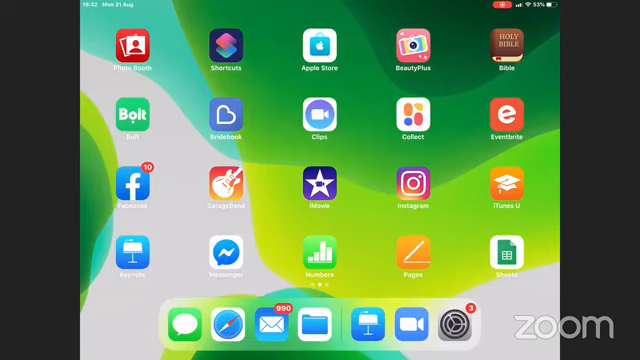 19:32 Mon 31 Aug 53%
Photo Booth Shortcuts Apple Store BeautyPlus HOLY BIBLE Bible
Bolt Bolt Bridebook Clips Collect Eventbrite
10
Facebook GarageBand iMovie Instagram iTunes U
Keynote Messenger Numbers Pages Sheets
990 3
zoom